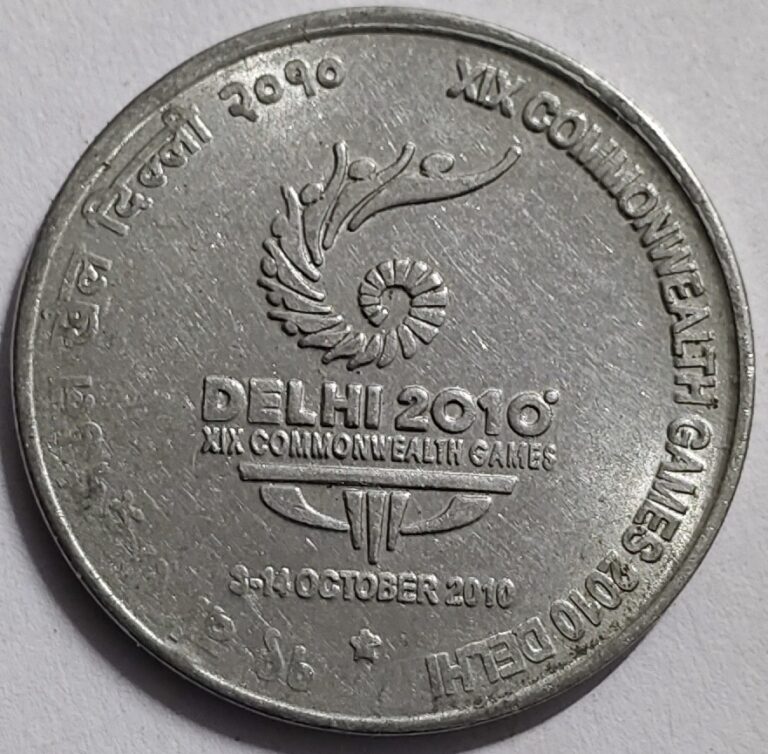 दिल्ली २०१०
XIX COMMONWEALTH GAMES 2010 DELHI
DELHI 2010
XIX COMMONWEALTH GAMES
3-14 OCTOBER 2010